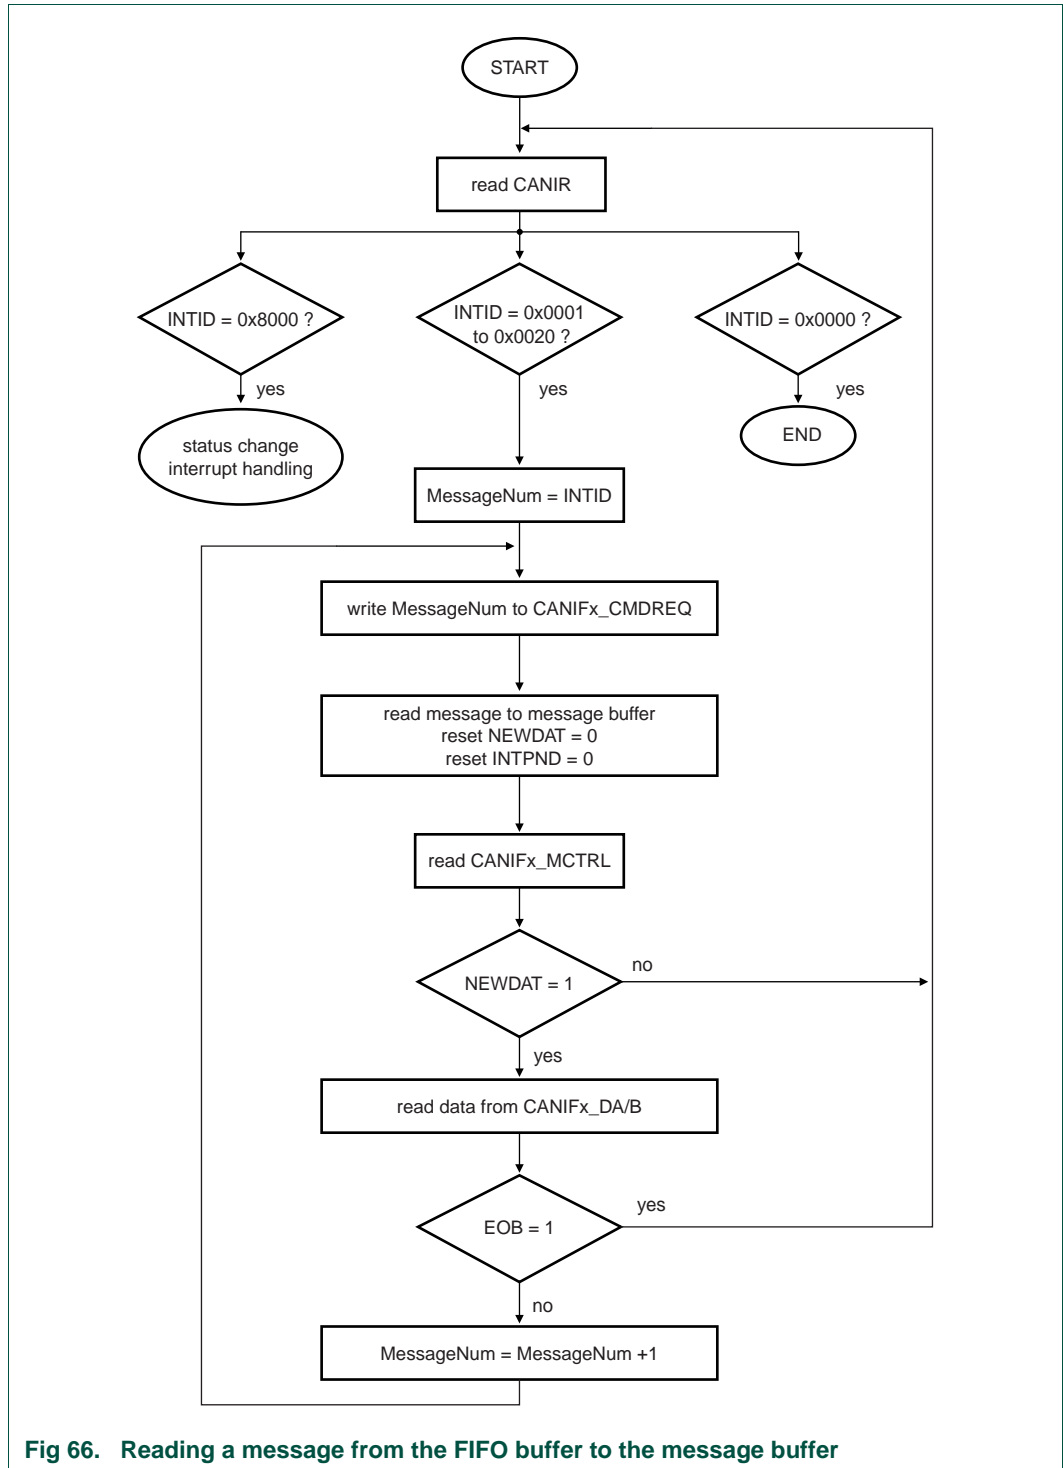 START
read CANIR
INTID = 0x8000 ?
INTID = 0x0001
to 0x0020 ?
INTID = 0x0000 ?
yes
yes
yes
status change
interrupt handling
END
MessageNum = INTID
write MessageNum to CANIFx_CMDREQ
read message to message buffer
reset NEWDAT = 0
reset INTPND = 0
read CANIFx_MCTRL
NEWDAT = 1
no
yes
read data from CANIFx_DA/B
EOB = 1
yes
no
MessageNum = MessageNum +1
Fig 66. Reading a message from the FIFO buffer to the message buffer